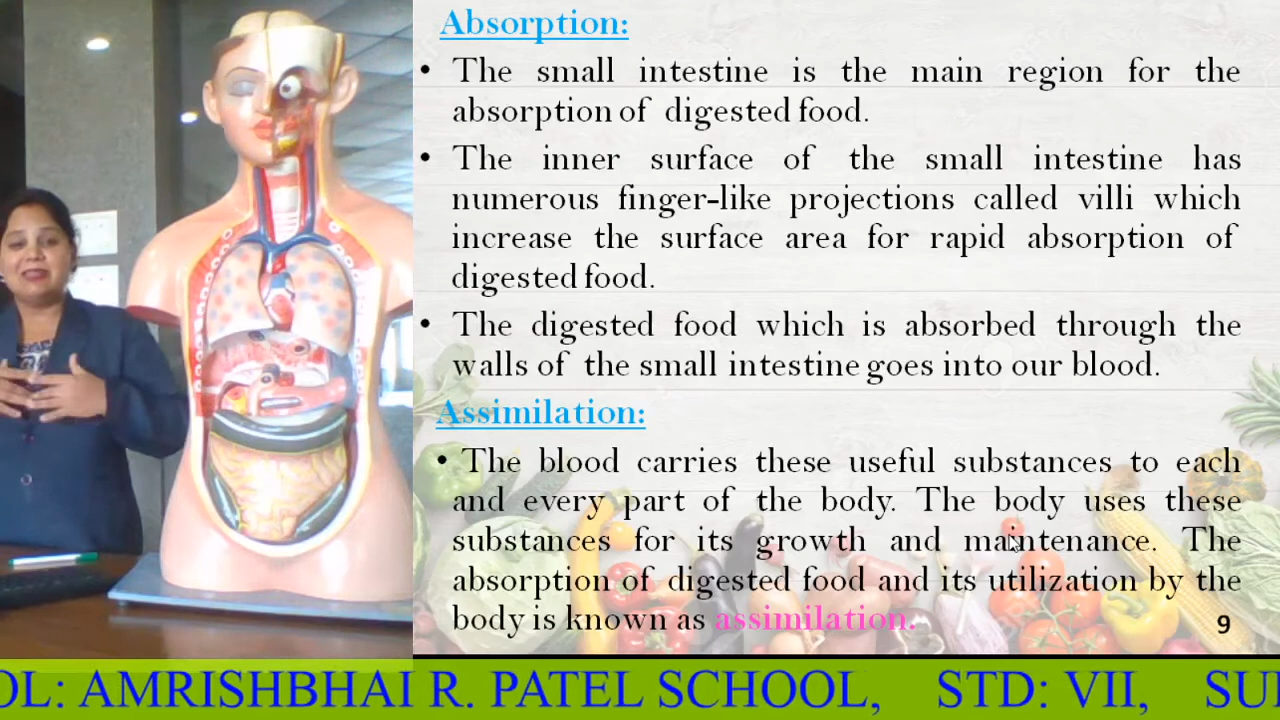 Absorption:
• The small intestine is the main region for the
absorption of digested food.
• The inner surface of the small intestine has
numerous finger-like projections called villi which
increase the surface area for rapid absorption of
digested food.
• The digested food which is absorbed through the
walls of the small intestine goes into our blood.
Assimilation:
• The blood carries these useful substances to each
and every part of the body. The body uses these
substances for its growth and maintenance. The
absorption of digested food and its utilization by the
body is known as assimilation.
9
OL: AMRISHBHAI R. PATEL SCHOOL, STD: VII, SU